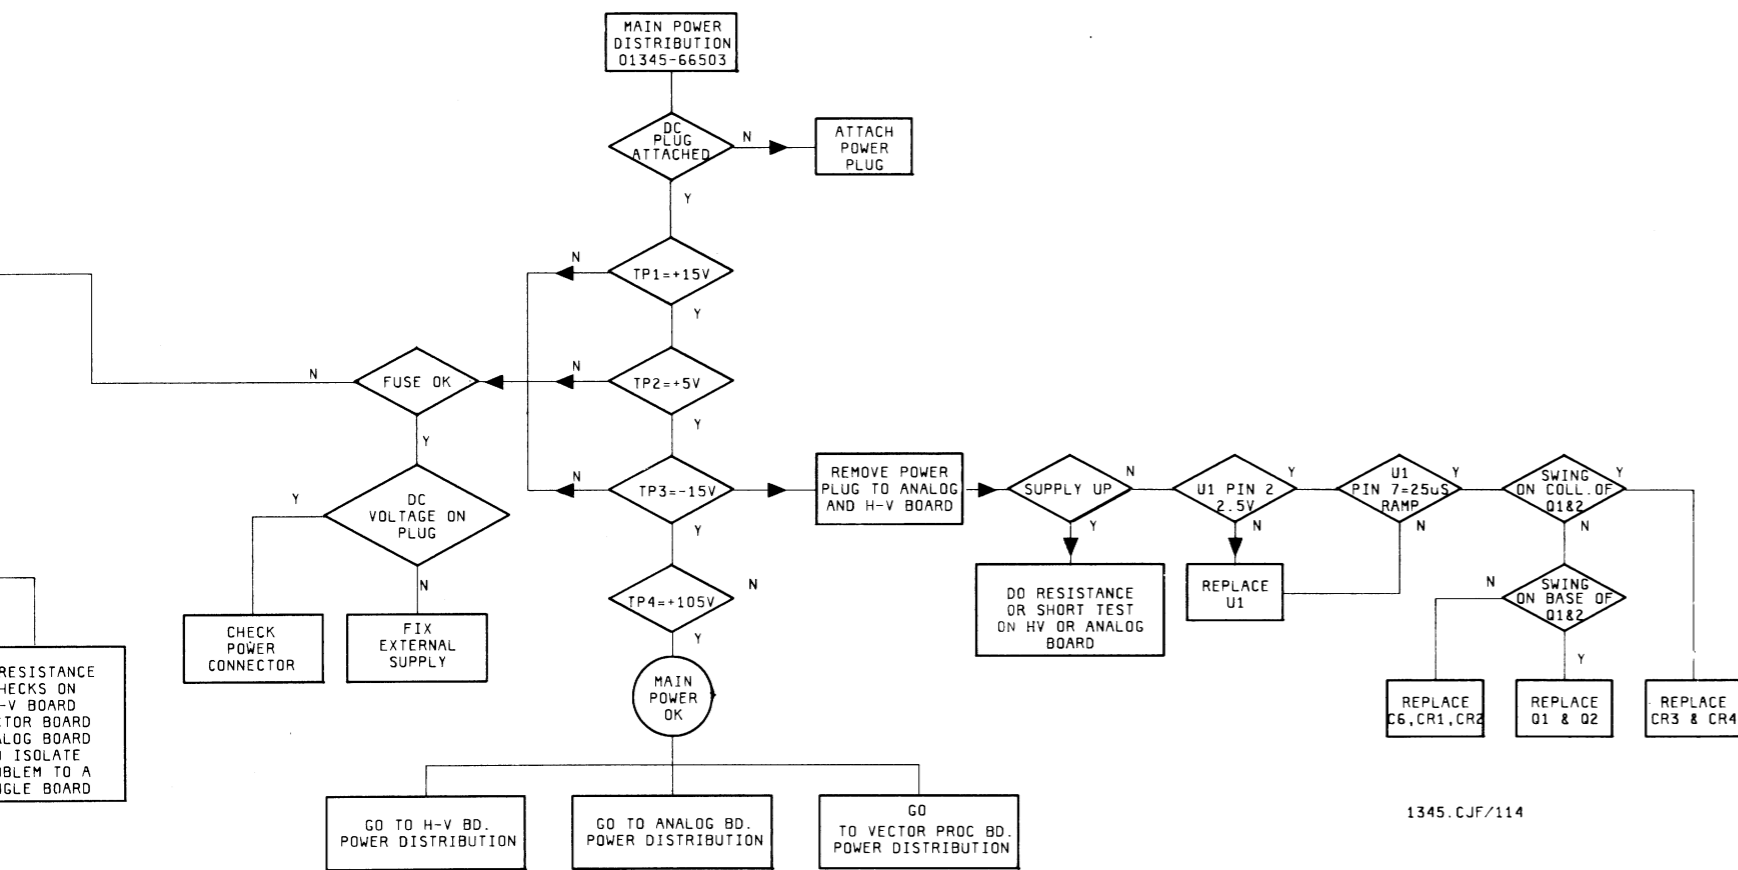 MAIN POWER
DISTRIBUTION
01345-66503
DC
PLUG
ATTACHED
N
ATTACH
POWER
PLUG
Y
N
TP1=+15V
Y
N
FUSE OK
N
TP2=+5V
Y
Y
N
TP3=-15V
REMOVE POWER
PLUG TO ANALOG
AND H-V BOARD
SUPPLY UP
N
U1 PIN 2
2.5V
Y
U1
PIN 7=25uS
RAMP
Y
SWING
ON COLL.OF
Q1&2
Y
Y
DC
VOLTAGE ON
PLUG
N
Y
Y
N
N
N
TP4=+105V
N
Y
DO RESISTANCE
OR SHORT TEST
ON HV OR ANALOG
BOARD
REPLACE
U1
N
SWING
ON BASE OF
Q1&2
Y
CHECK
POWER
CONNECTOR
FIX
EXTERNAL
SUPPLY
MAIN
POWER
OK
REPLACE
C6,CR1,CR2
REPLACE
Q1 & Q2
REPLACE
CR3 & CR4
RESISTANCE
HECKS ON
-V BOARD
CTOR BOARD
ALOG BOARD
ISOLATE
OBLEM TO A
NGLE BOARD
GO TO H-V BD.
POWER DISTRIBUTION
GO TO ANALOG BD.
POWER DISTRIBUTION
GO
TO VECTOR PROC BD.
POWER DISTRIBUTION
1345.CJF/114